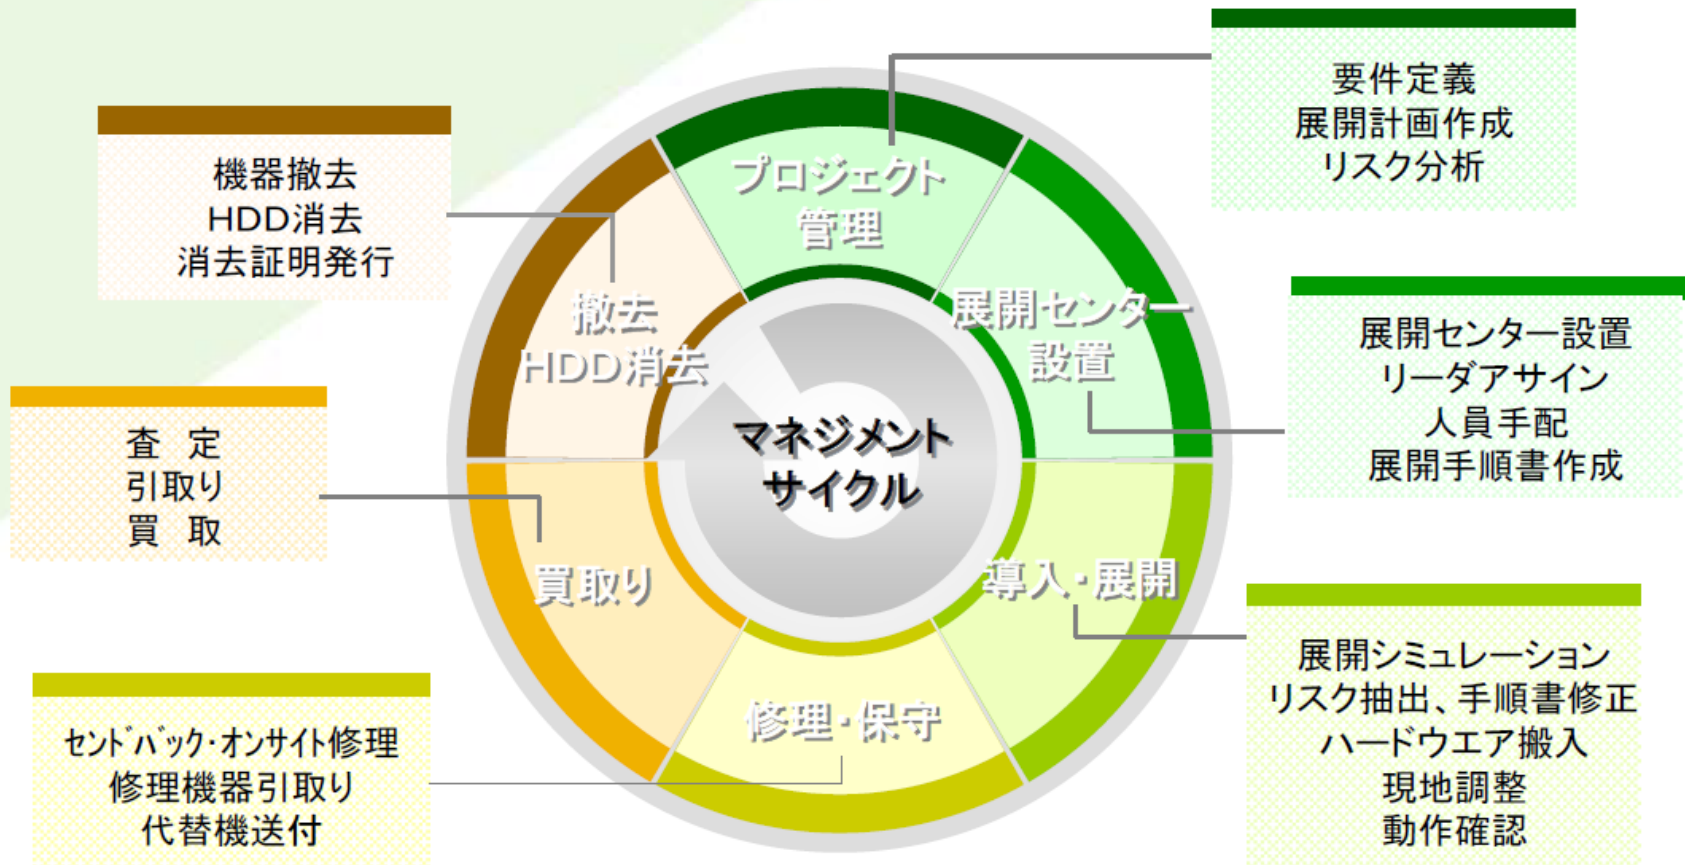 要件定義
展開計画作成
リスク分析
機器撤去
HDD消去
消去証明発行
プロジェクト
管理
展開センター
設置
撤去
HDD消去
展開センター設置
リーダアサイン
人員手配
展開手順書作成
査　定
引取り
買　取
マネジメント
サイクル
買取り
導入・展開
修理・保守
展開シミュレーション
リスク抽出、手順書修正
ハードウエア搬入
現地調整
動作確認
ｾﾝﾄﾞﾊﾞｯｸ・ｵﾝｻｲﾄ修理
修理機器引取り
代替機送付